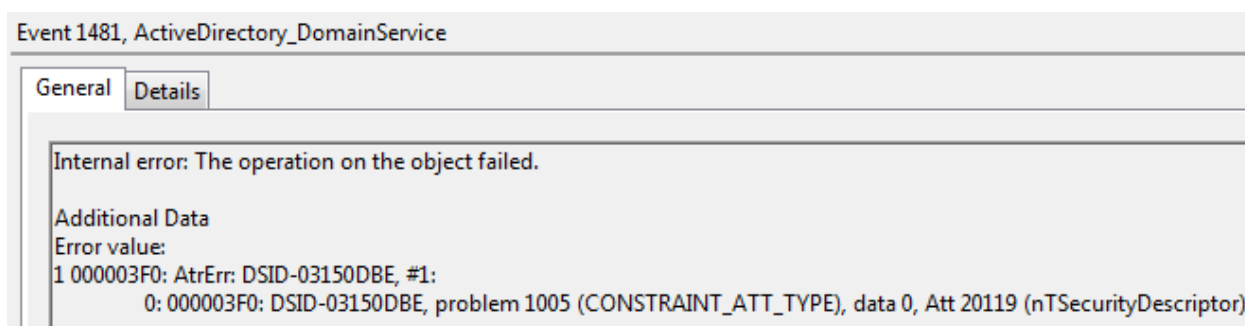 Event 1481, ActiveDirectory_DomainService
General Details
Internal error: The operation on the object failed.
Additional Data
Error value:
1 000003F0: AtrErr: DSID-03150DBE, #1:
0: 000003F0: DSID-03150DBE, problem 1005 (CONSTRAINT_ATT_TYPE), data 0, Att 20119 (nTSecurityDescriptor)